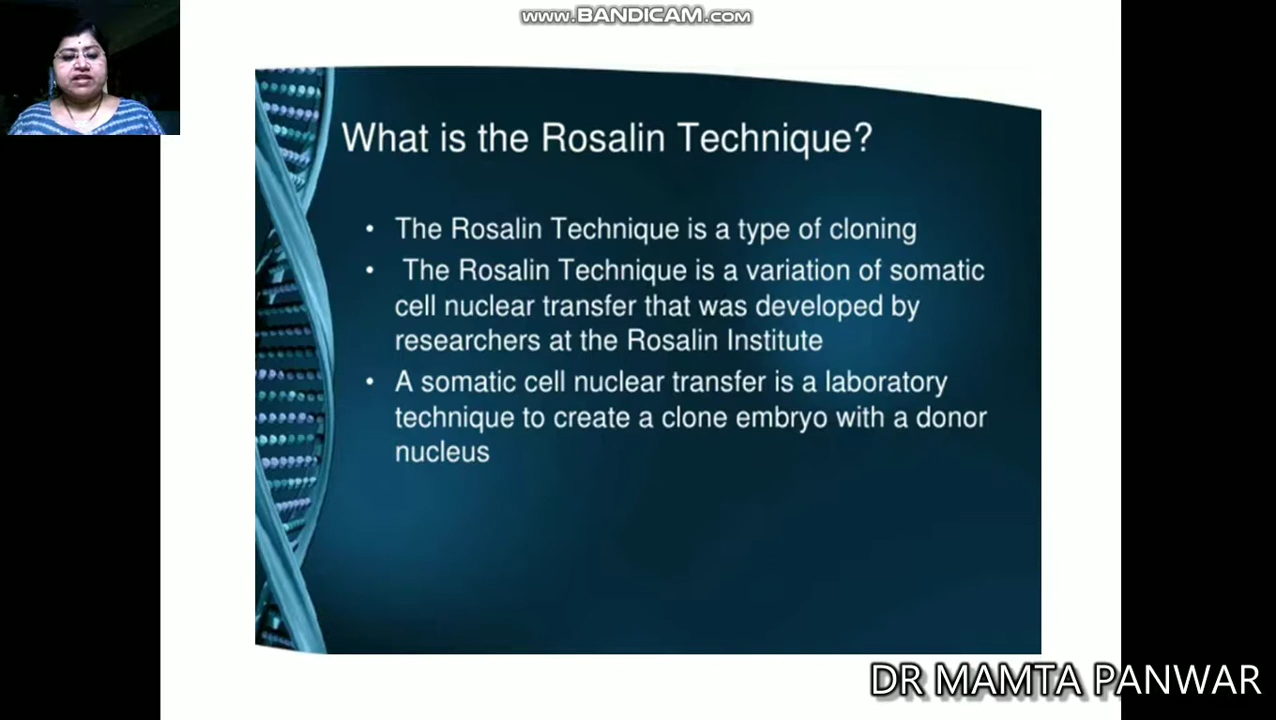 WWW.BANDICAM.COM
What is the Rosalin Technique?
• The Rosalin Technique is a type of cloning
• The Rosalin Technique is a variation of somatic
cell nuclear transfer that was developed by
researchers at the Rosalin Institute
• A somatic cell nuclear transfer is a laboratory
technique to create a clone embryo with a donor
nucleus
DR MAMTA PANWAR